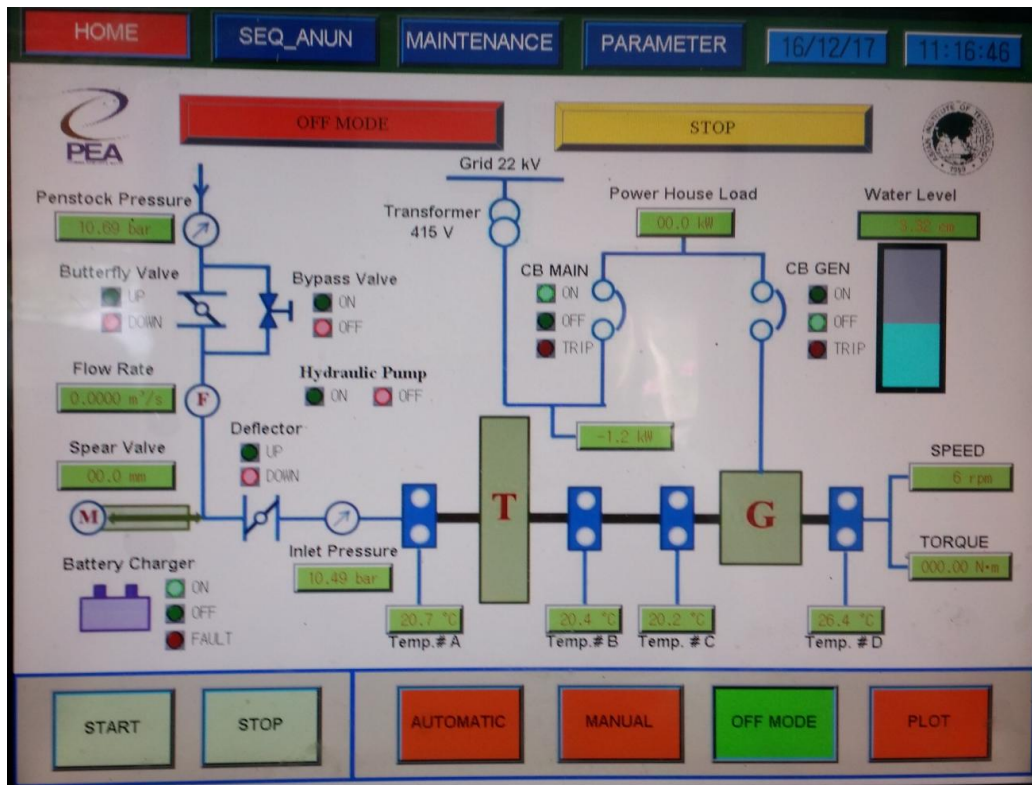 HOME
SEQ_ANUN
MAINTENANCE
PARAMETER
16/12/17
11:16:46
PEA
OFF MODE
STOP
ASIAN INSTITUTE OF TECHNOLOGY
1959
Grid 22 kV
Penstock Pressure
10.69 bar
Transformer
415 V
Power House Load
00.0 kW
Water Level
Butterfly Valve
UP
DOWN
Bypass Valve
ON
OFF
CB MAIN
ON
OFF
TRIP
CB GEN
ON
OFF
TRIP
Flow Rate
0.0000 m³/s
F
Hydraulic Pump
ON
OFF
-1.2 kW
Deflector
UP
DOWN
Spear Valve
00.0 mm
M
T
G
SPEED
6 rpm
TORQUE
000.00 N•m
Inlet Pressure
10.49 bar
Battery Charger
ON
OFF
FAULT
20.7 °C
Temp.# A
20.4 °C
Temp.# B
20.2 °C
Temp. # C
26.4 °C
Temp. # D
START
STOP
AUTOMATIC
MANUAL
OFF MODE
PLOT